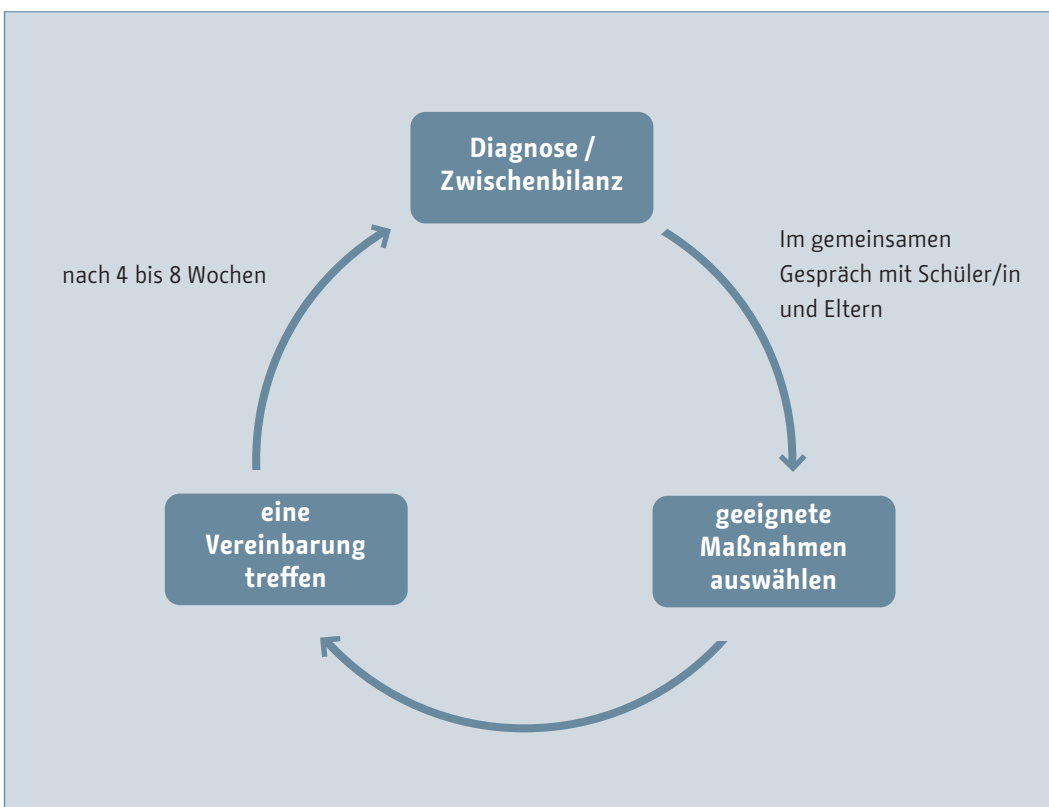 Diagnose /
Zwischenbilanz
Im gemeinsamen
Gespräch mit Schüler/in
und Eltern
nach 4 bis 8 Wochen
geeignete
Maßnahmen
auswählen
eine
Vereinbarung
treffen